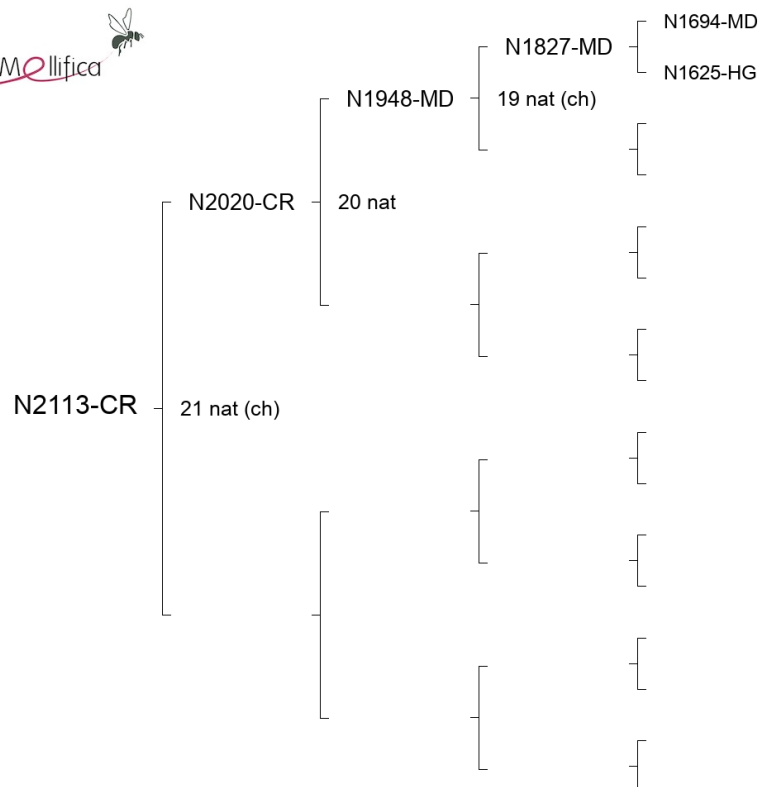 N1694-MD
Mellifica
N1827-MD
N1625-HG
N1948-MD
19 nat (ch)
N2020-CR
20 nat
N2113-CR
21 nat (ch)